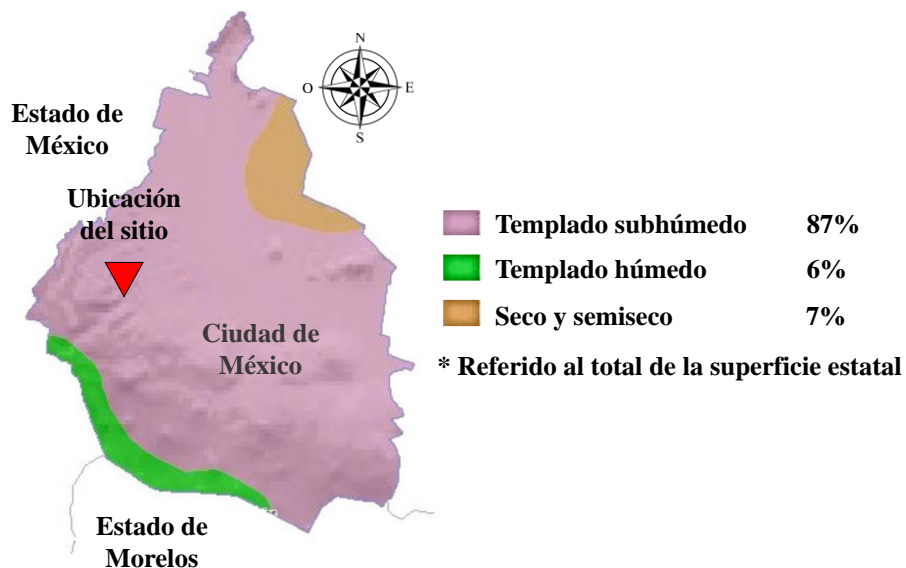 N
O
E
S
Estado de
México
Ubicación
del sitio
Ciudad de
México
Estado de
Morelos
Templado subhúmedo 87%
Templado húmedo 6%
Seco y semiseco 7%
* Referido al total de la superficie estatal